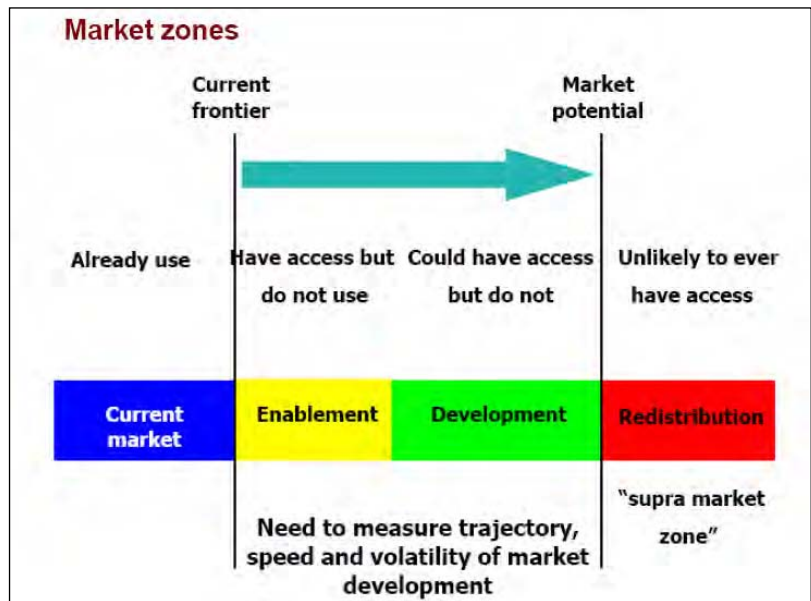 Market zones
Current
frontier
Market
potential
Already use
Have access but
do not use
Could have access
but do not
Unlikely to ever
have access
Current
market
Enablement
Development
Redistribution
Need to measure trajectory,
speed and volatility of market
development
“supra market
zone”